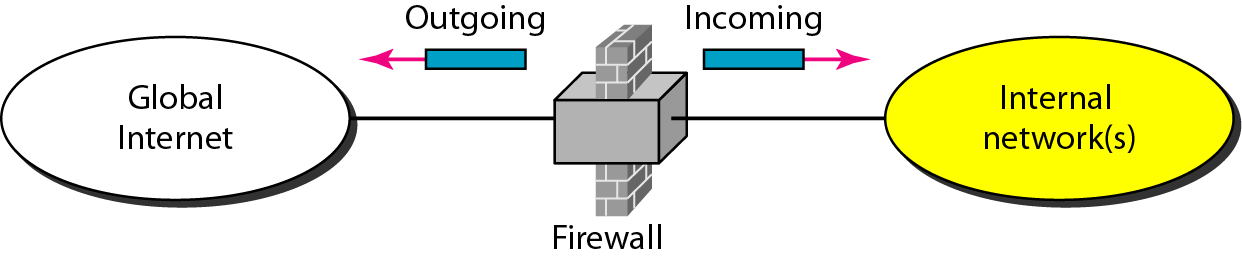 Outgoing
Incoming
Global
Internet
Internal
network(s)
Firewall